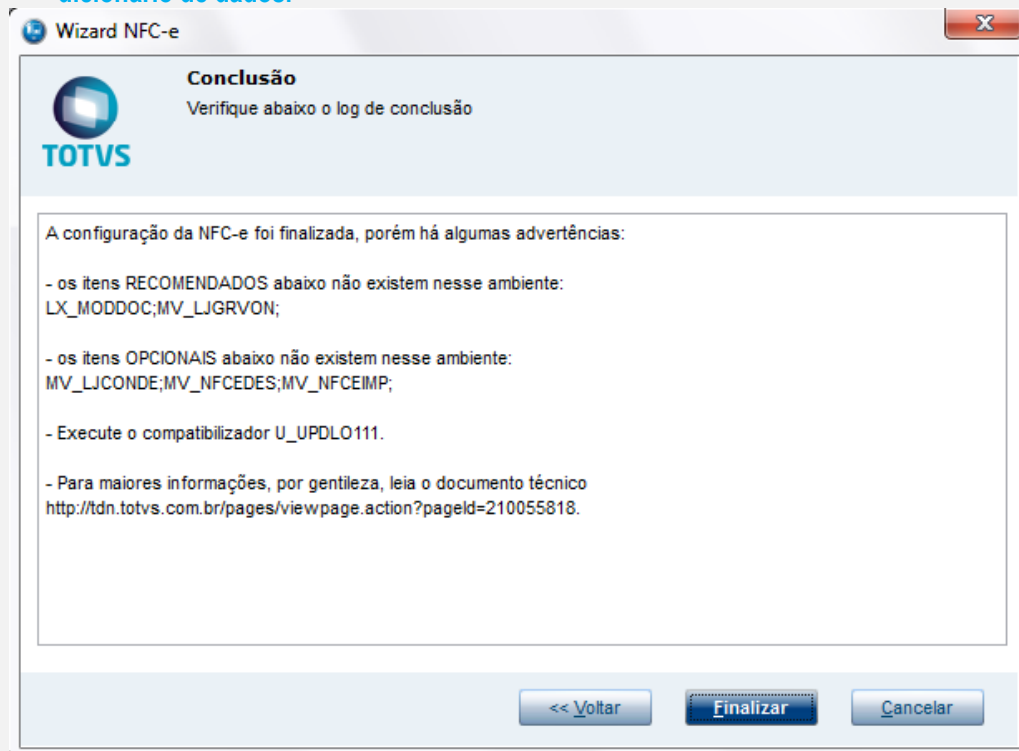 dicionário de dados.
Wizard NFC-e
Conclusão
Verifique abaixo o log de conclusão
TOTVS
A configuração da NFC-e foi finalizada, porém há algumas advertências:
- os itens RECOMENDADOS abaixo não existem nesse ambiente:
LX_MODDOC;MV_LJGRVON;
- os itens OPCIONAIS abaixo não existem nesse ambiente:
MV_LJCONDE;MV_NFCEDES;MV_NFCEIMP;
- Execute o compatibilizador U_UPDLO111.
- Para maiores informações, por gentileza, leia o documento técnico
http://tdn.totvs.com.br/pages/viewpage.action?pageId=210055818.
<< Voltar
Finalizar
Cancelar